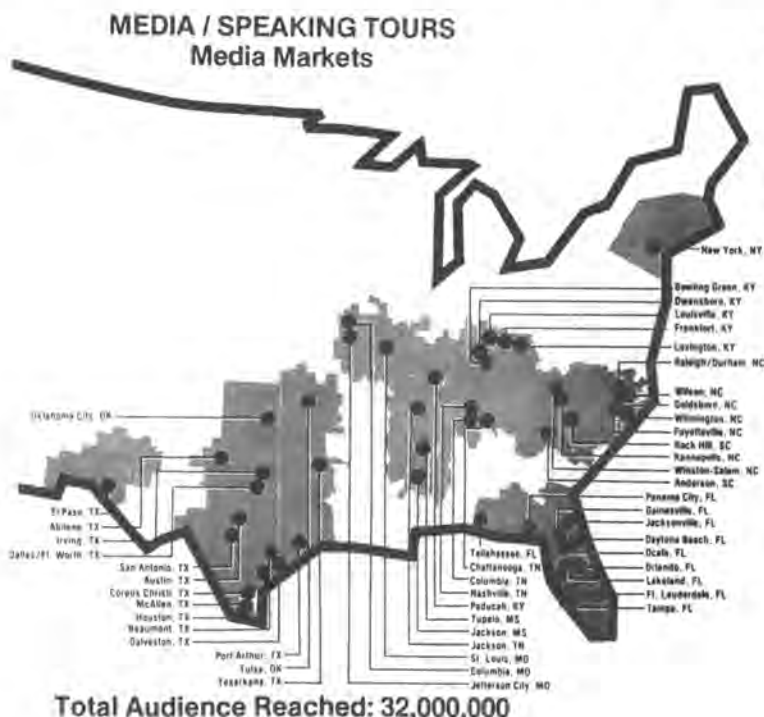 MEDIA / SPEAKING TOURS
Media Markets
New York, NY
Bowling Green, KY
Owensboro, KY
Louisville, KY
Frankfort, KY
Lexington, KY
Raleigh/Durham, NC
Wilson, NC
Goldsboro, NC
Wilmington, NC
Fayetteville, NC
Rock Hill, SC
Kannapolis, NC
Winston-Salem, NC
Anderson, SC
Panama City, FL
Gainesville, FL
Jacksonville, FL
Daytona Beach, FL
Ocala, FL
Orlando, FL
Lakeland, FL
Ft. Lauderdale, FL
Tampa, FL
Oklahoma City, OK
El Paso, TX
Abilene, TX
Irving, TX
Dallas/Ft. Worth, TX
San Antonio, TX
Austin, TX
Corpus Christi, TX
McAllen, TX
Houston, TX
Beaumont, TX
Galveston, TX
Port Arthur, TX
Tulsa, OK
Texarkana, TX
Tallahassee, FL
Chattanooga, TN
Columbia, TN
Nashville, TN
Paducah, KY
Tupelo, MS
Jackson, MS
Jackson, TN
St. Louis, MO
Columbia, MO
Jefferson City, MO
Total Audience Reached: 32,000,000